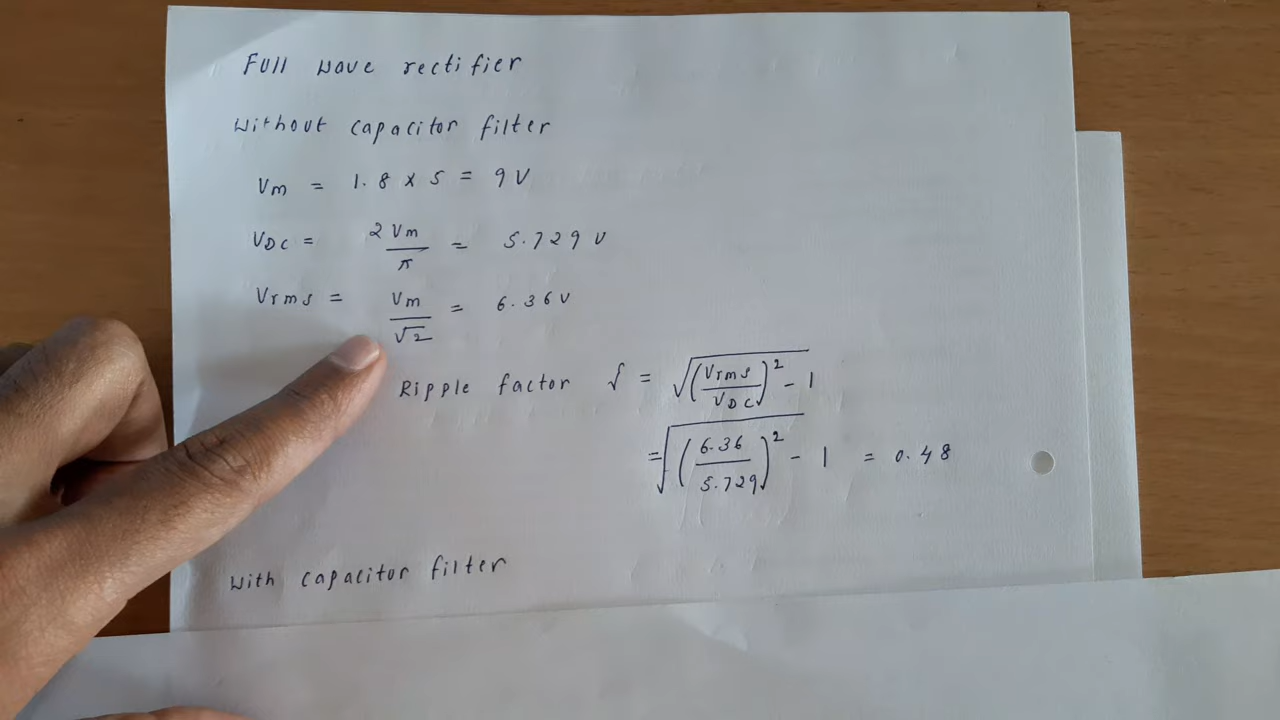 Full wave rectifier
Without capacitor filter
Vm = 1.8 x 5 = 9V
VDC = 2Vm/π = 5.729 V
Vrms = Vm/√2 = 6.36V
Ripple factor √ = √((Vrms/VDC)² - 1)
= √((6.36/5.729)² - 1) = 0.48
With capacitor filter